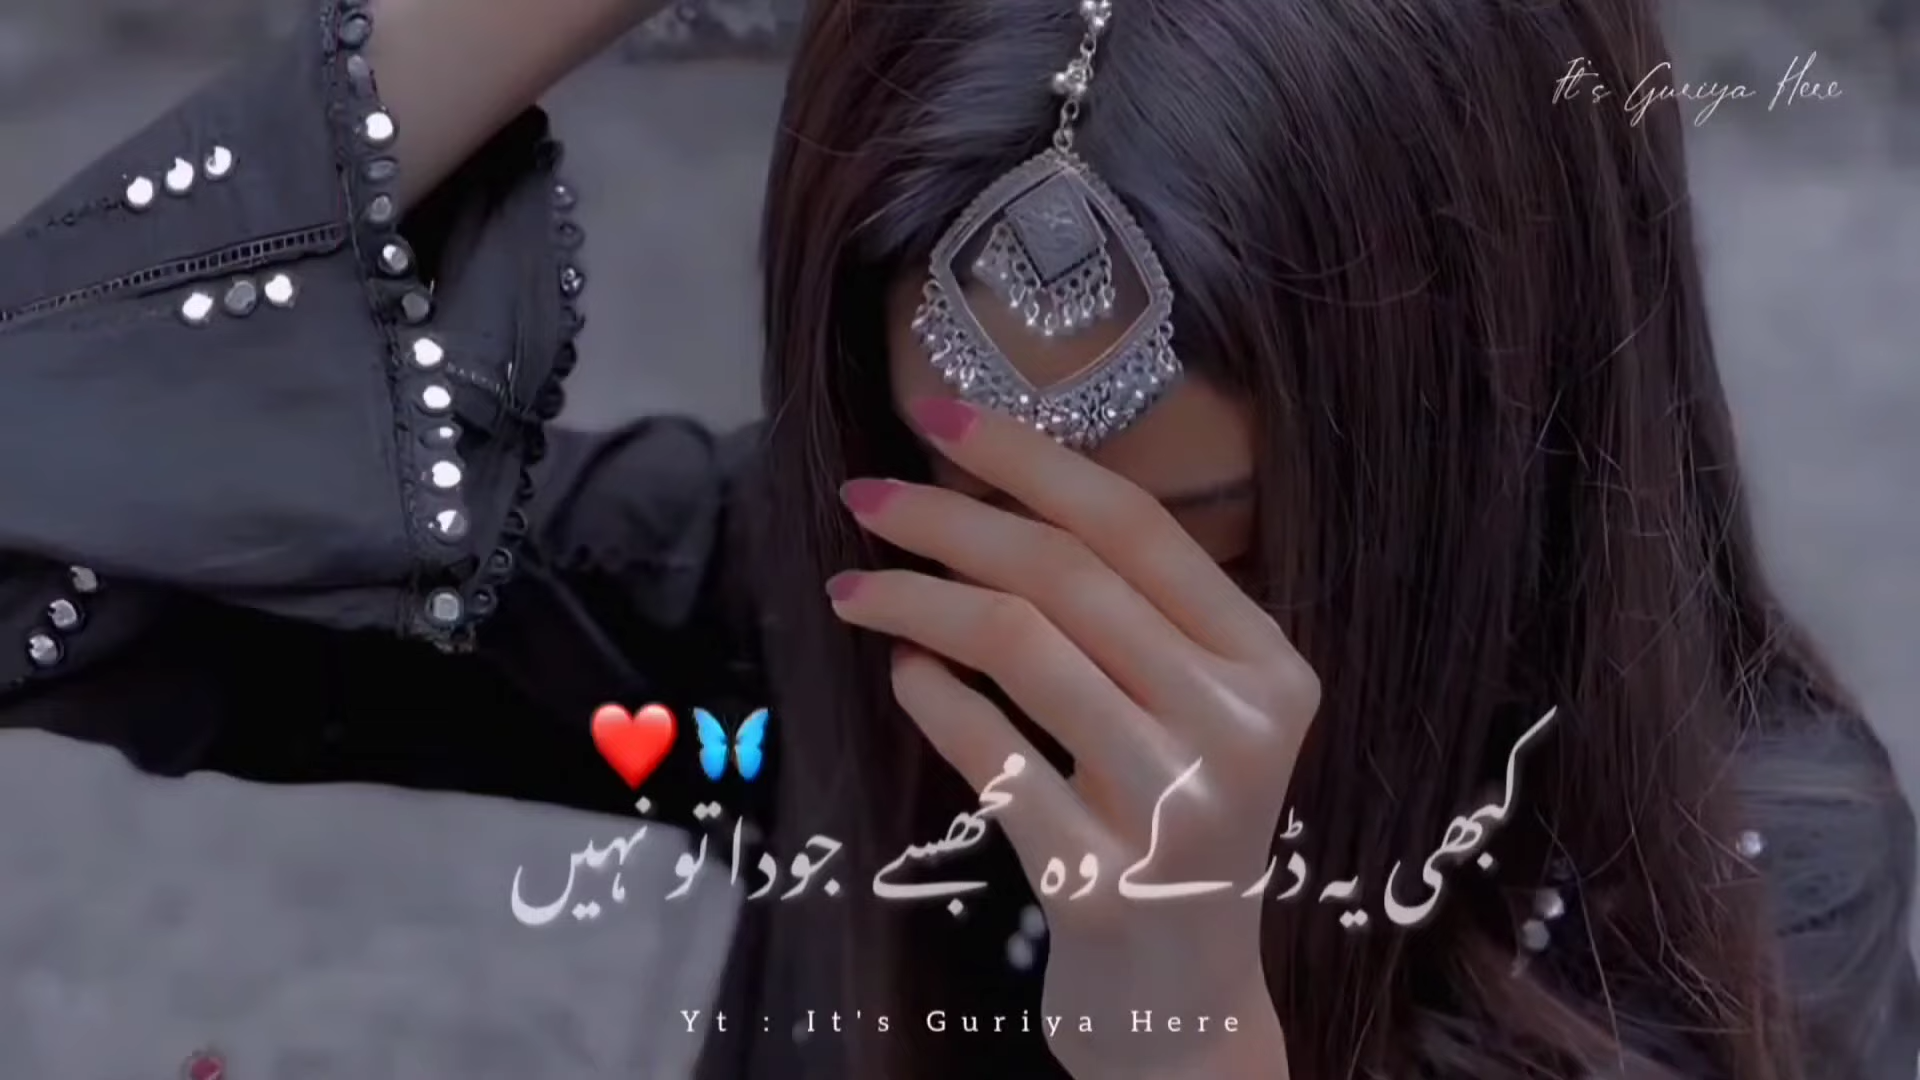 It's Guriya Here
❤️🦋
کبھی یہ ڈر کے وہ مجھسے جودا تو نہیں
Yt : It's Guriya Here